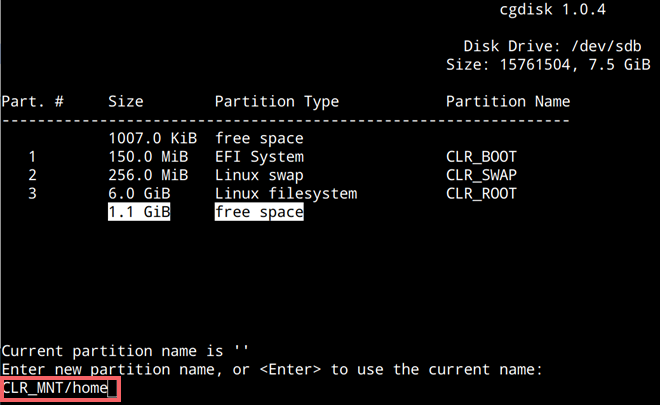 cgdisk 1.0.4
Disk Drive: /dev/sdb
Size: 15761504, 7.5 GiB
Part. # Size Partition Type Partition Name
----------------------------------------------------------------
1007.0 KiB free space
1 150.0 MiB EFI System CLR_BOOT
2 256.0 MiB Linux swap CLR_SWAP
3 6.0 GiB Linux filesystem CLR_ROOT
1.1 GiB free space
Current partition name is ''
Enter new partition name, or <Enter> to use the current name:
CLR_MNT/home